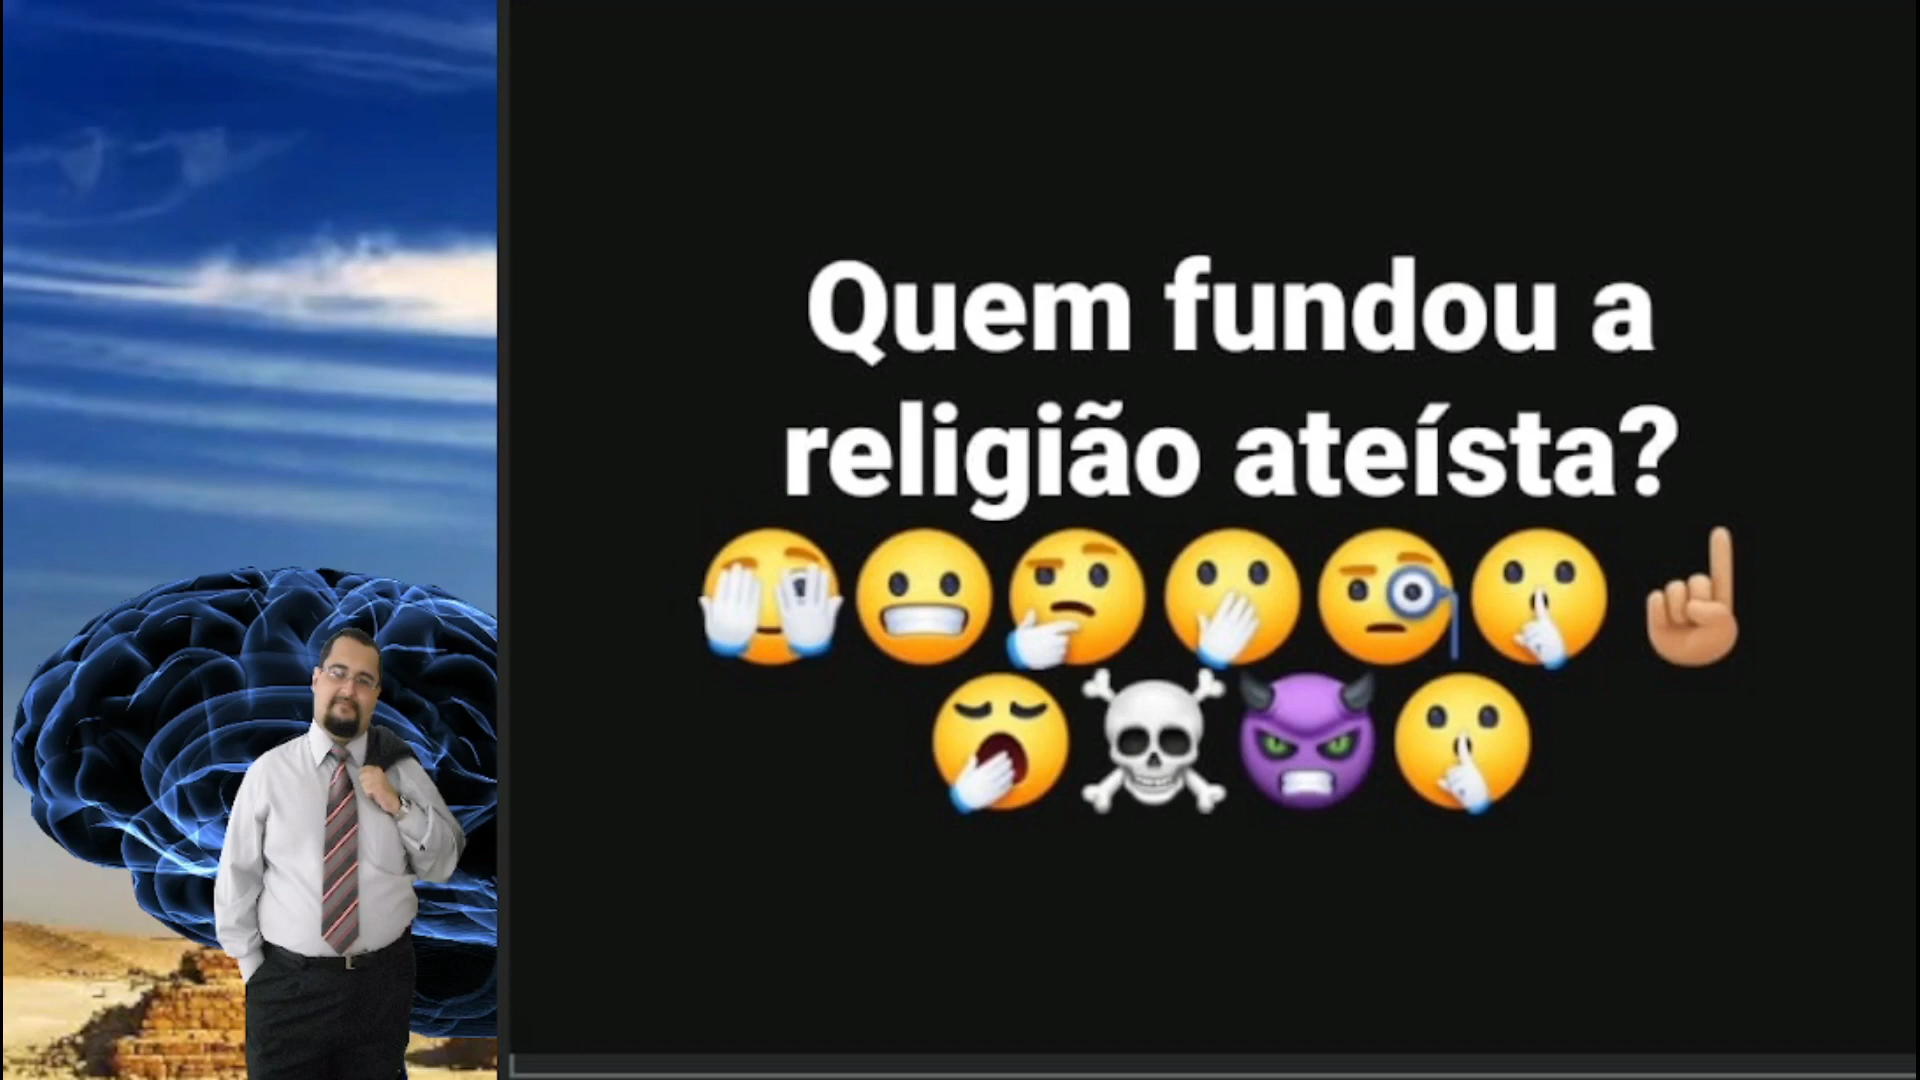 Quem fundou a
religião ateísta?
🫣😬🤔🫢🧐🤫☝🏽
🥱☠️👿🤫